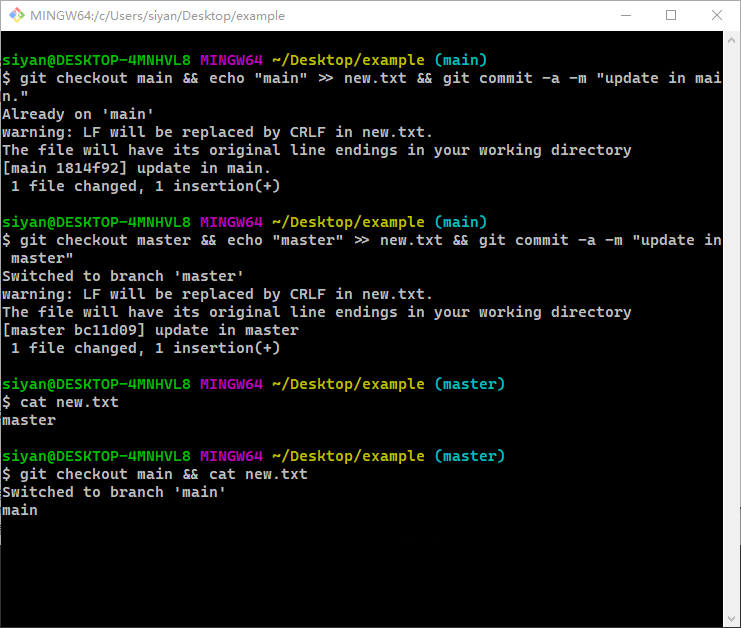 MINGW64:/c/Users/siyan/Desktop/example
siyan@DESKTOP-4MNHVL8 MINGW64 ~/Desktop/example (main)
$ git checkout main && echo "main" >> new.txt && git commit -a -m "update in mai
n."
Already on 'main'
warning: LF will be replaced by CRLF in new.txt.
The file will have its original line endings in your working directory
[main 1814f92] update in main.
 1 file changed, 1 insertion(+)
siyan@DESKTOP-4MNHVL8 MINGW64 ~/Desktop/example (main)
$ git checkout master && echo "master" >> new.txt && git commit -a -m "update in
 master"
Switched to branch 'master'
warning: LF will be replaced by CRLF in new.txt.
The file will have its original line endings in your working directory
[master bc11d09] update in master
 1 file changed, 1 insertion(+)
siyan@DESKTOP-4MNHVL8 MINGW64 ~/Desktop/example (master)
$ cat new.txt
master
siyan@DESKTOP-4MNHVL8 MINGW64 ~/Desktop/example (master)
$ git checkout main && cat new.txt
Switched to branch 'main'
main